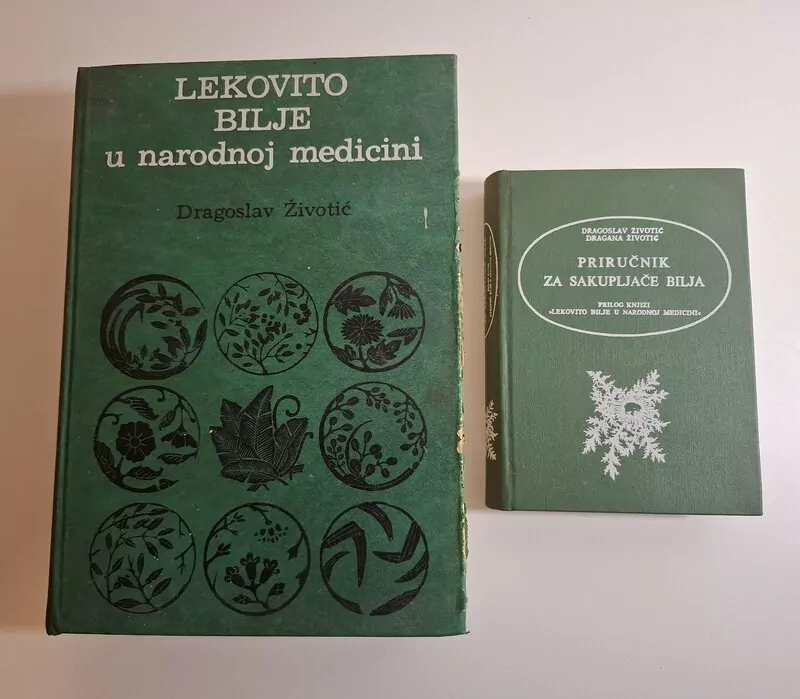 LEKOVITO
BILJE
u narodnoj medicini
Dragoslav Životić
DRAGOSLAV ŽIVOTIĆ
DRAGANA ŽIVOTIĆ
PRIRUČNIK
ZA SAKUPLJAČE BILJA
PRILOG KNJIZI
»LEKOVITO BILJE U NARODNOJ MEDICINI«